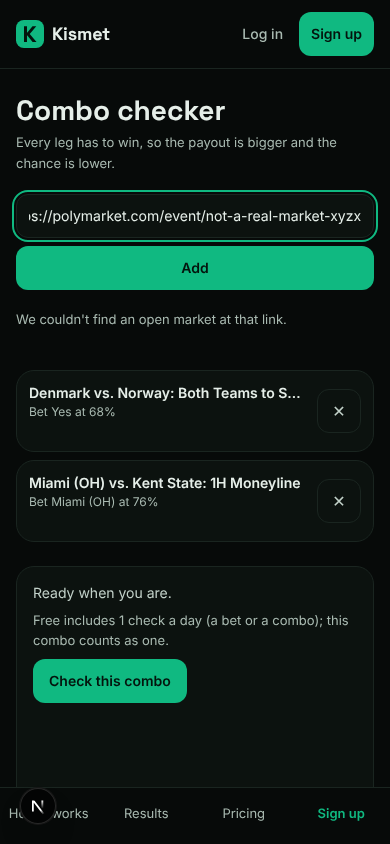 K Kismet
Log in
Sign up
Combo checker
Every leg has to win, so the payout is bigger and the
chance is lower.
s://polymarket.com/event/not-a-real-market-xyzx
Add
We couldn't find an open market at that link.
Denmark vs. Norway: Both Teams to S...
Bet Yes at 68%
✕
Miami (OH) vs. Kent State: 1H Moneyline
Bet Miami (OH) at 76%
✕
Ready when you are.
Free includes 1 check a day (a bet or a combo); this
combo counts as one.
Check this combo
N
works
Results
Pricing
Sign up